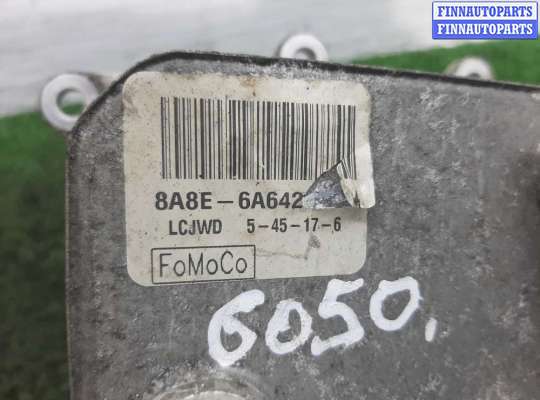 FINNAUTOPARTS
FINNAUTOPARTS
8A8E-6A642
LCJWD 5-45-17-6
FoMoCo
6050.